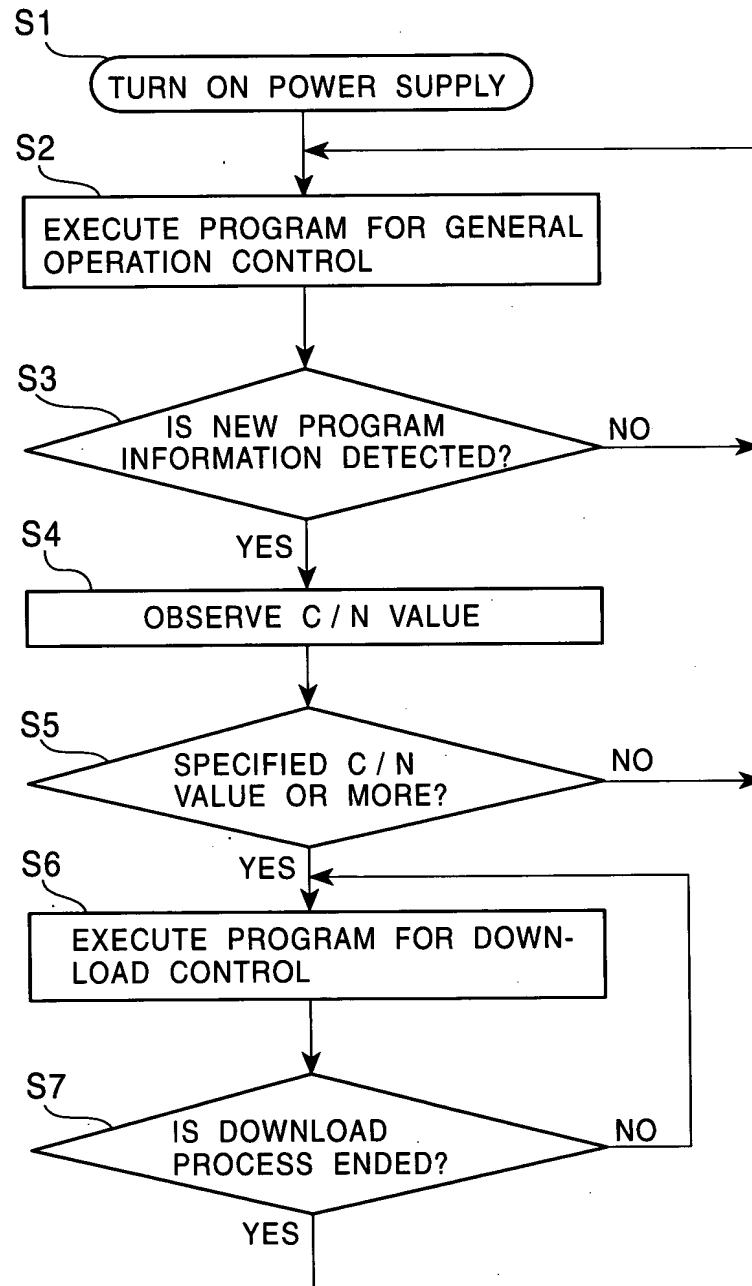 S1
TURN ON POWER SUPPLY
S2
EXECUTE PROGRAM FOR GENERAL
OPERATION CONTROL
S3
IS NEW PROGRAM
INFORMATION DETECTED?
NO
YES
S4
OBSERVE C / N VALUE
S5
SPECIFIED C / N
VALUE OR MORE?
NO
YES
S6
EXECUTE PROGRAM FOR DOWN-
LOAD CONTROL
S7
IS DOWNLOAD
PROCESS ENDED?
NO
YES